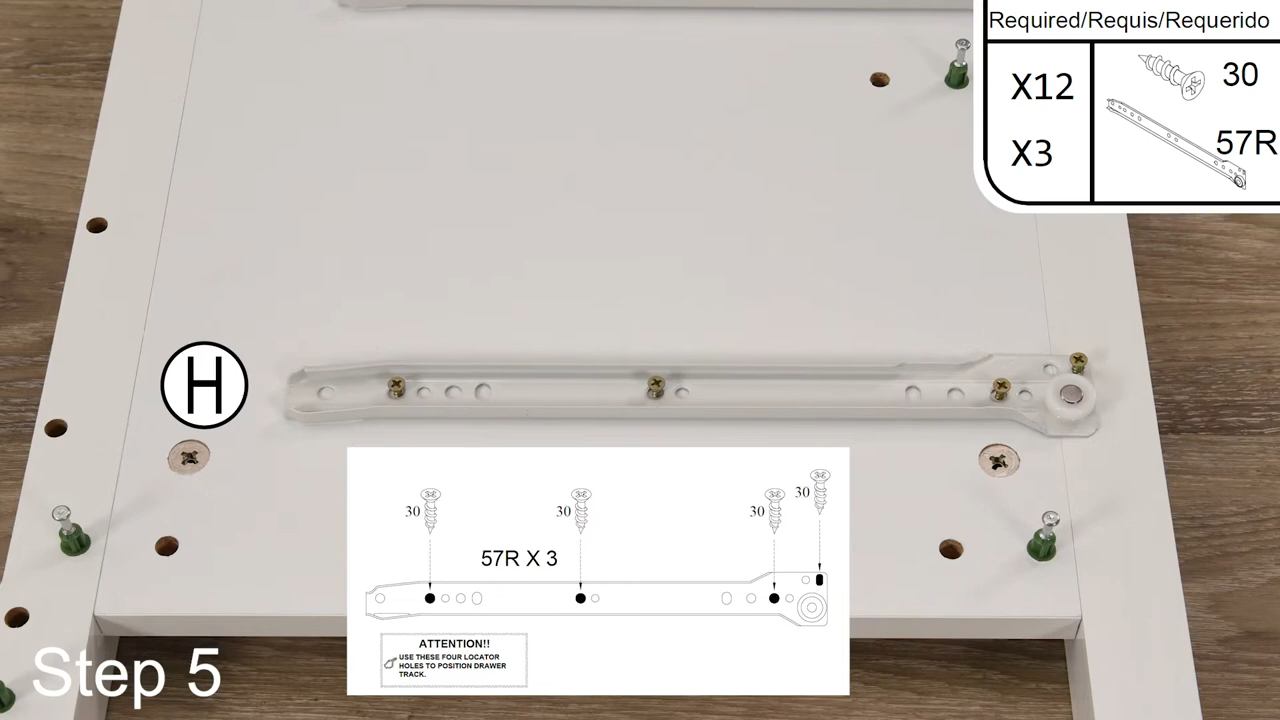 Required/Requis/Requerido
X12
30
X3
57R
H
30
30
30
30
57R X 3
ATTENTION!!
USE THESE FOUR LOCATOR
HOLES TO POSITION DRAWER
TRACK.
Step 5